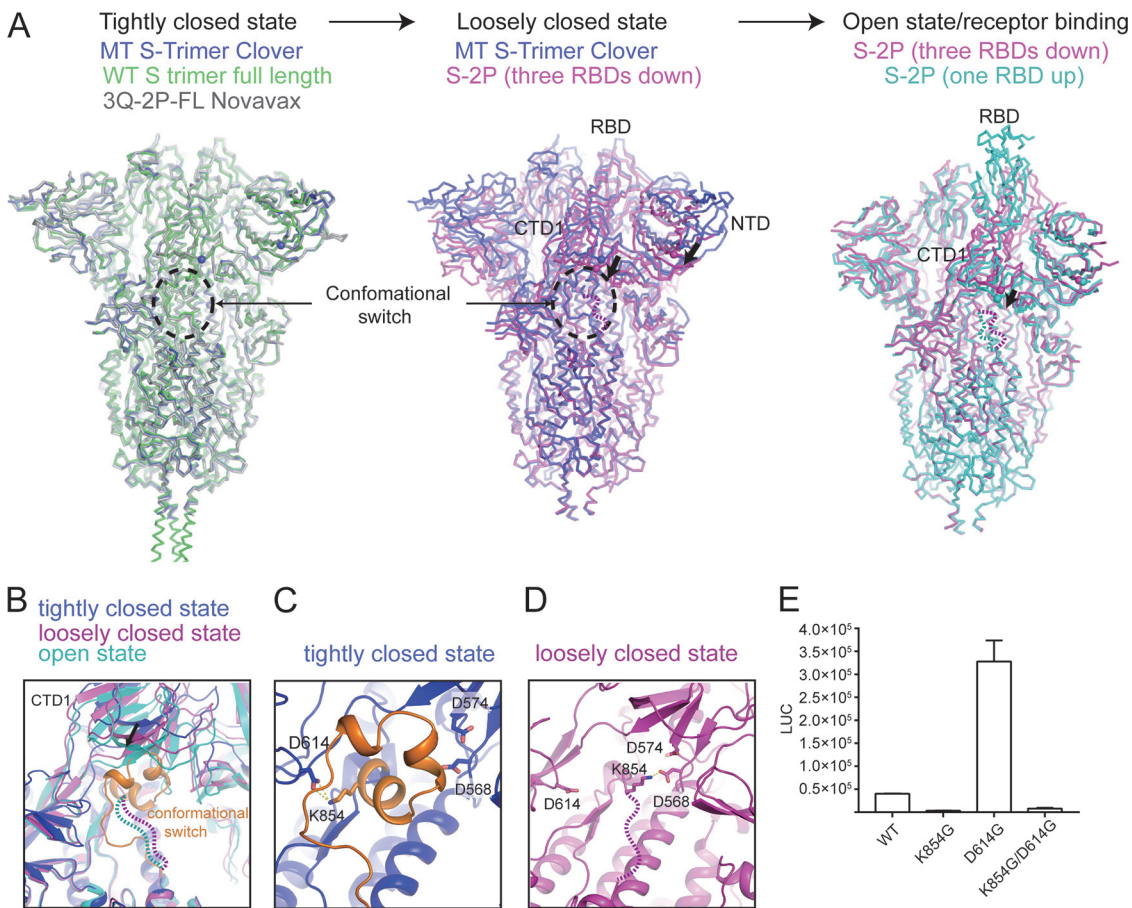 A
Tightly closed state
MT S-Trimer Clover
WT S trimer full length
3Q-2P-FL Novavax
Loosely closed state
MT S-Trimer Clover
S-2P (three RBDs down)
Open state/receptor binding
S-2P (three RBDs down)
S-2P (one RBD up)
RBD
RBD
CTD1
NTD
CTD1
Confomational
switch
B
tightly closed state
loosely closed state
open state
CTD1
conformational
switch
C
tightly closed state
D574
D614
D568
K854
D
loosely closed state
D574
K854
D614
D568
E
LUC
4.0×10⁵
3.5×10⁵
3.0×10⁵
2.5×10⁵
2.0×10⁵
1.5×10⁵
1.0×10⁵
0.5×10⁵
WT
K854G
D614G
K854G/D614G